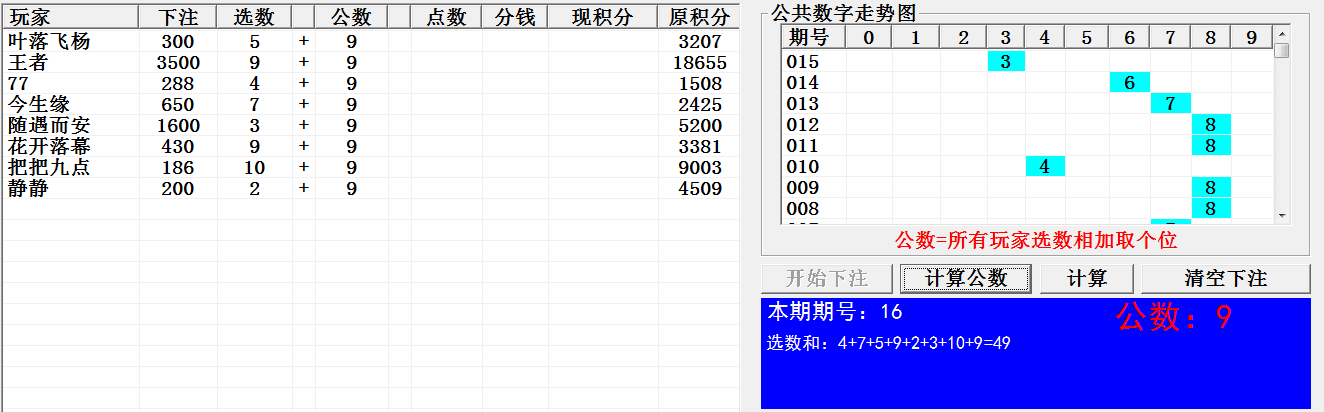 玩家 下注 选数 公数 点数 分钱 现积分 原积分
叶落飞杨 300 5 + 9 3207
王者 3500 9 + 9 18655
77 288 4 + 9 1508
今生缘 650 7 + 9 2425
随遇而安 1600 3 + 9 5200
花开落幕 430 9 + 9 3381
把把九点 186 10 + 9 9003
静静 200 2 + 9 4509
公共数字走势图
期号 0 1 2 3 4 5 6 7 8 9
015 3
014 6
013 7
012 8
011 8
010 4
009 8
008 8
公数=所有玩家选数相加取个位
开始下注 计算公数 计算 清空下注
本期期号：16 公数：9
选数和：4+7+5+9+2+3+10+9=49